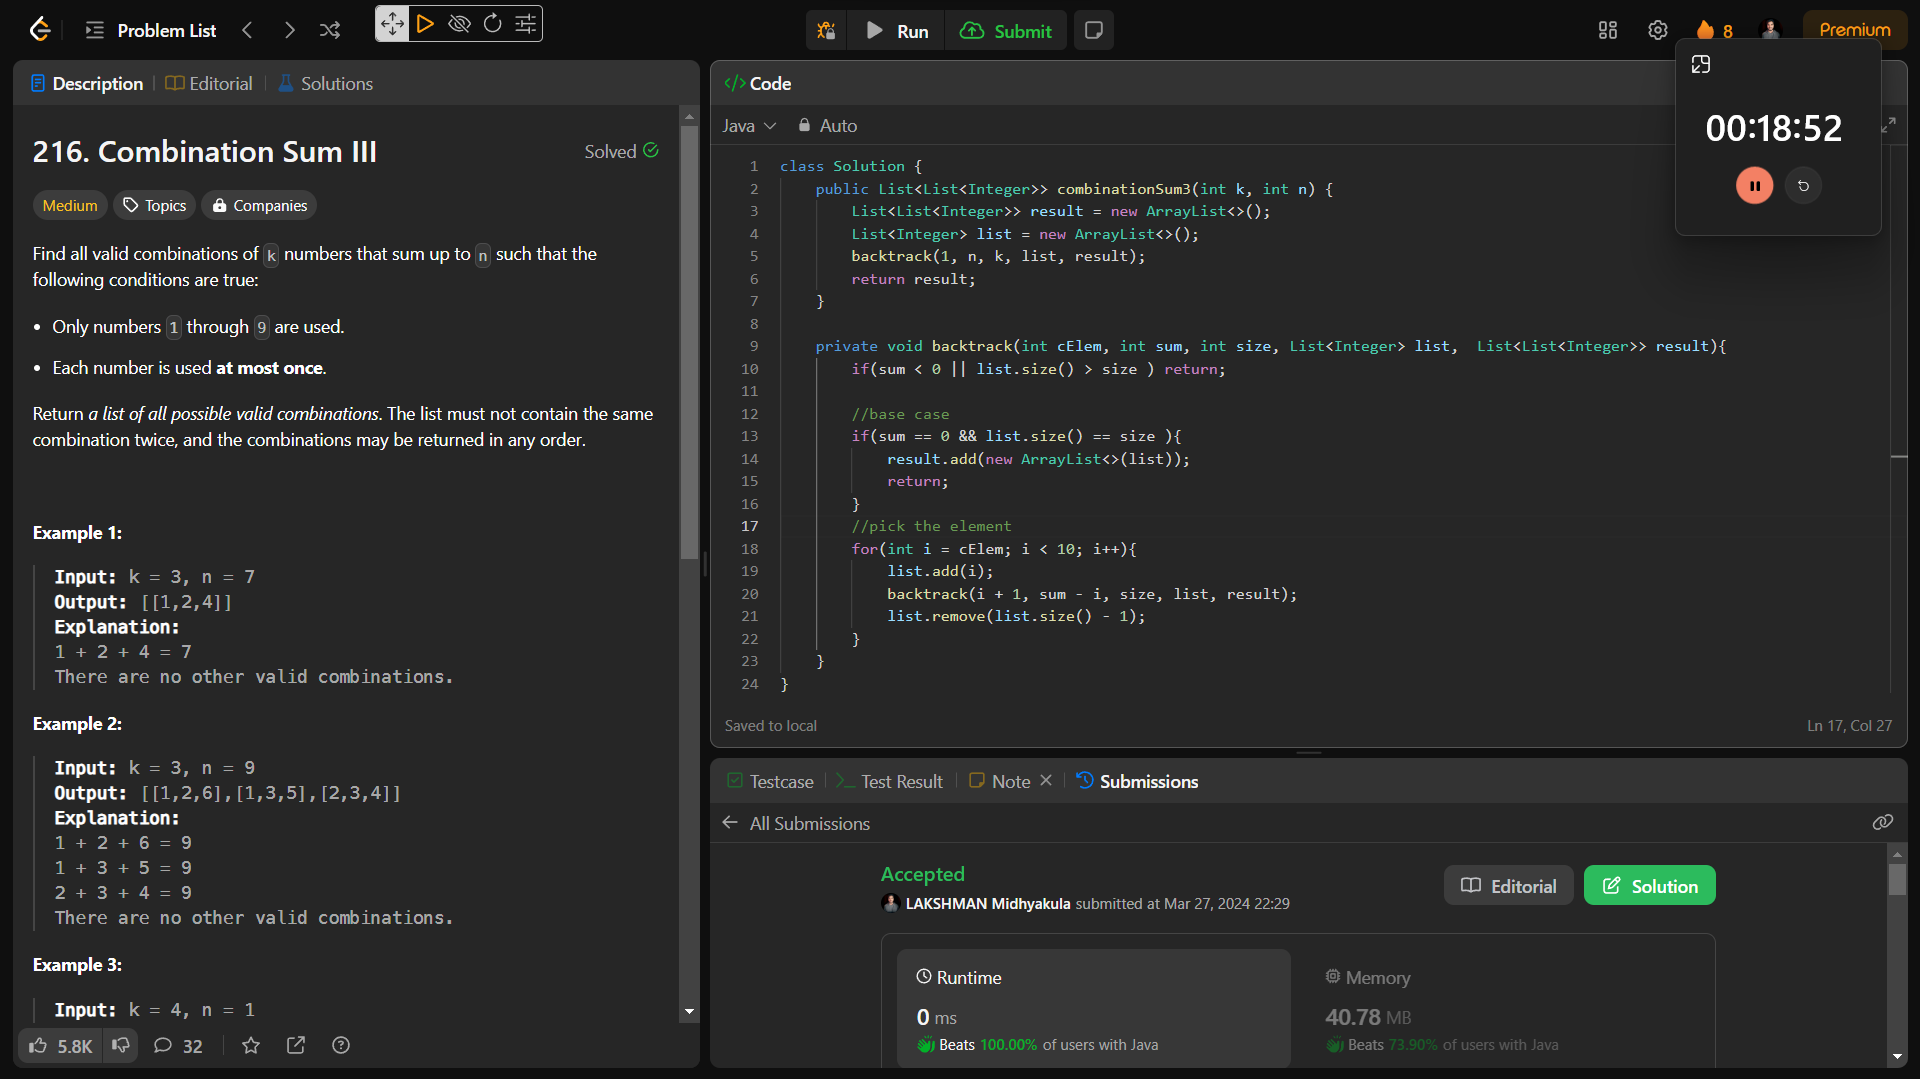 Problem List
Run
Submit
8
Premium
Description
Editorial
Solutions
216. Combination Sum III
Solved
Medium
Topics
Companies
Find all valid combinations of k numbers that sum up to n such that the
following conditions are true:
• Only numbers 1 through 9 are used.
• Each number is used at most once.
Return a list of all possible valid combinations. The list must not contain the same
combination twice, and the combinations may be returned in any order.
Example 1:
Input: k = 3, n = 7
Output: [[1,2,4]]
Explanation:
1 + 2 + 4 = 7
There are no other valid combinations.
Example 2:
Input: k = 3, n = 9
Output: [[1,2,6],[1,3,5],[2,3,4]]
Explanation:
1 + 2 + 6 = 9
1 + 3 + 5 = 9
2 + 3 + 4 = 9
There are no other valid combinations.
Example 3:
Input: k = 4, n = 1
5.8K
32
</> Code
00:18:52
Java
Auto
1 class Solution {
2 public List<List<Integer>> combinationSum3(int k, int n) {
3 List<List<Integer>> result = new ArrayList<>();
4 List<Integer> list = new ArrayList<>();
5 backtrack(1, n, k, list, result);
6 return result;
7 }
8
9 private void backtrack(int cElem, int sum, int size, List<Integer> list,  List<List<Integer>> result){
10 if(sum < 0 || list.size() > size ) return;
11
12 //base case
13 if(sum == 0 && list.size() == size ){
14 result.add(new ArrayList<>(list));
15 return;
16 }
17 //pick the element
18 for(int i = cElem; i < 10; i++){
19 list.add(i);
20 backtrack(i + 1, sum - i, size, list, result);
21 list.remove(list.size() - 1);
22 }
23 }
24 }
Saved to local
Ln 17, Col 27
Testcase
Test Result
Note
Submissions
All Submissions
Accepted
LAKSHMAN Midhyakula submitted at Mar 27, 2024 22:29
Editorial
Solution
Runtime
0 ms
Beats 100.00% of users with Java
Memory
40.78 MB
Beats 73.90% of users with Java